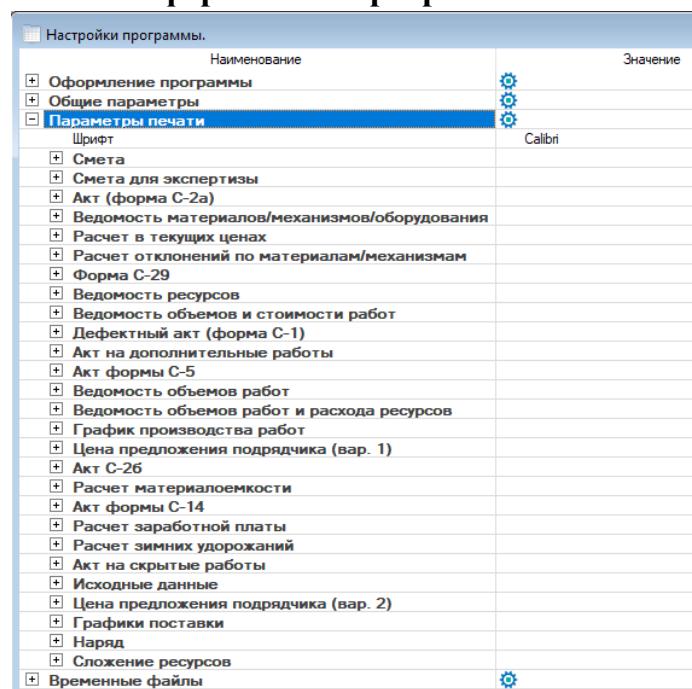 Настройки программы.
Наименование Значение
Оформление программы
Общие параметры
Параметры печати
Шрифт Calibri
Смета
Смета для экспертизы
Акт (форма С-2а)
Ведомость материалов/механизмов/оборудования
Расчет в текущих ценах
Расчет отклонений по материалам/механизмам
Форма С-29
Ведомость ресурсов
Ведомость объемов и стоимости работ
Дефектный акт (форма С-1)
Акт на дополнительные работы
Акт формы С-5
Ведомость объемов работ
Ведомость объемов работ и расхода ресурсов
График производства работ
Цена предложения подрядчика (вар. 1)
Акт С-2б
Расчет материалоемкости
Акт формы С-14
Расчет заработной платы
Расчет зимних удорожаний
Акт на скрытые работы
Исходные данные
Цена предложения подрядчика (вар. 2)
Графики поставки
Наряд
Сложение ресурсов
Временные файлы